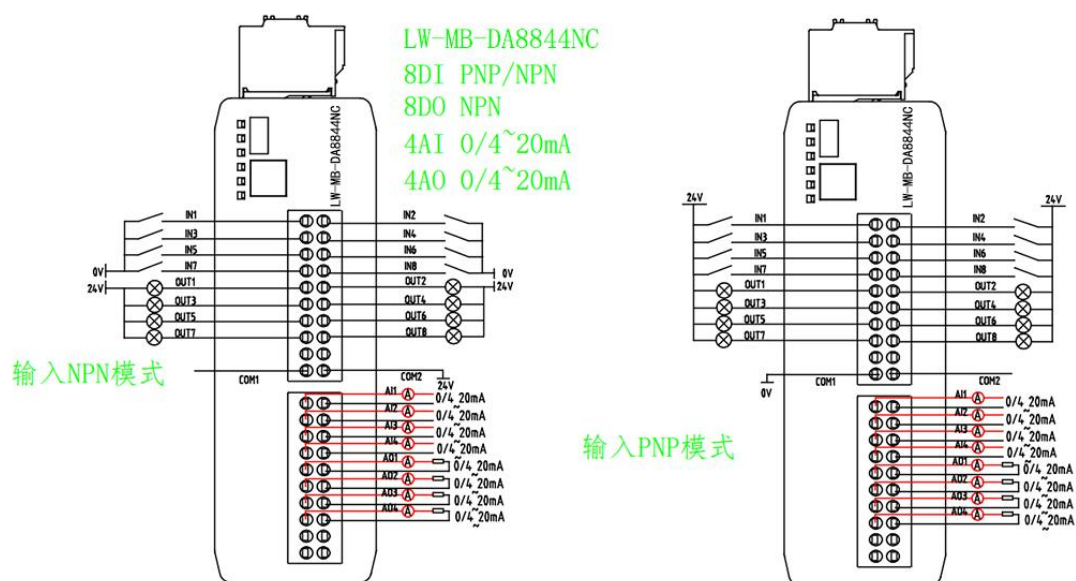 LW-MB-DA8844NC
8DI PNP/NPN
8DO NPN
4AI 0/4~20mA
4AO 0/4~20mA
LW-MB-DA8844NC
IN1 IN2
IN3 IN4
IN5 IN6
IN7 IN8
0V 0V
24V 24V
OUT1 OUT2
OUT3 OUT4
OUT5 OUT6
OUT7 OUT8
输入NPN模式
COM1 COM2
24V
AI1 A 0/4~20mA
AI2 A 0/4~20mA
AI3 A 0/4~20mA
AI4 A 0/4~20mA
AO1 A 0/4~20mA
AO2 A 0/4~20mA
AO3 A 0/4~20mA
AO4 A 0/4~20mA
LW-MB-DA8844NC
24V 24V
IN1 IN2
IN3 IN4
IN5 IN6
IN7 IN8
OUT1 OUT2
OUT3 OUT4
OUT5 OUT6
OUT7 OUT8
COM1 COM2
0V
输入PNP模式
AI1 A 0/4~20mA
AI2 A 0/4~20mA
AI3 A 0/4~20mA
AI4 A 0/4~20mA
AO1 A 0/4~20mA
AO2 A 0/4~20mA
AO3 A 0/4~20mA
AO4 A 0/4~20mA